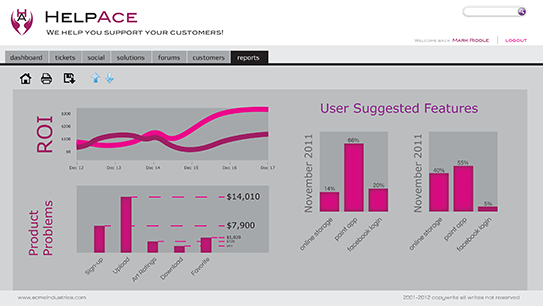 HelpAce
We help you support your customers!
Welcome back Mark Riddle | Logout
dashboard tickets social solutions forums customers reports
ROI
Dec 12 Dec 13 Dec 14 Dec 15 Dec 16 Dec 17
Product Problems
$14,010
$7,900
Sign-up Upload Art Ratings Download Favorite
User Suggested Features
November 2011
14% 66% 20%
online storage paint app facebook login
November 2011
40% 55% 5%
online storage paint app facebook login
www.acmeindustries.com
2001-2012 copywrite all writes not reserved